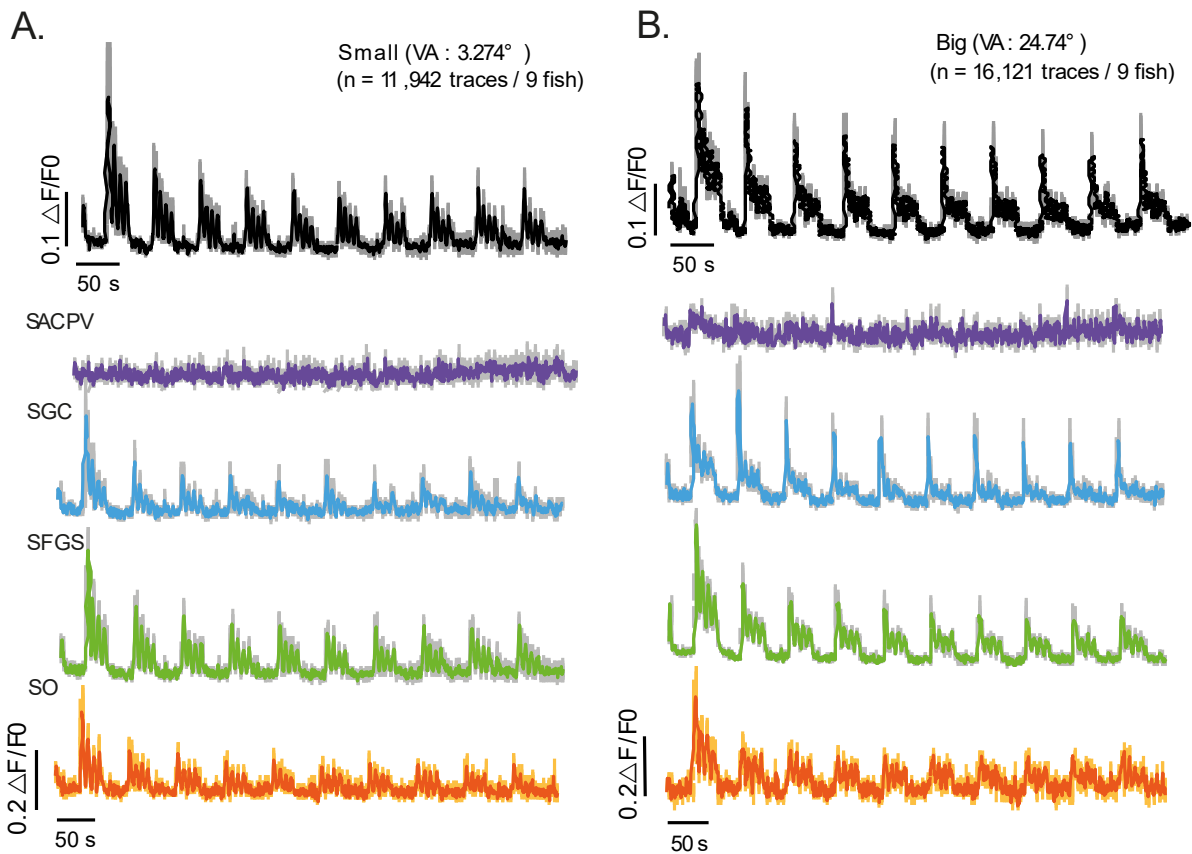 A.
Small (VA : 3.274° )
(n = 11,942 traces / 9 fish)
0.1 △F/F0
50 s
SACPV
SGC
SFGS
SO
0.2 △F/F0
50 s
B.
Big (VA : 24.74° )
(n = 16,121 traces / 9 fish)
0.1 △F/F0
50 s
0.2△F/F0
50 s